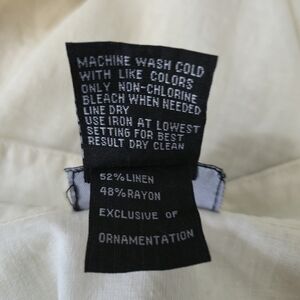 MACHINE WASH COLD
WITH LIKE COLORS
ONLY NON-CHLORINE
BLEACH WHEN NEEDED
LINE DRY
USE IRON AT LOWEST
SETTING FOR BEST
RESULT DRY CLEAN
52%LINEN
48%RAYON
EXCLUSIVE OF
ORNAMENTATION